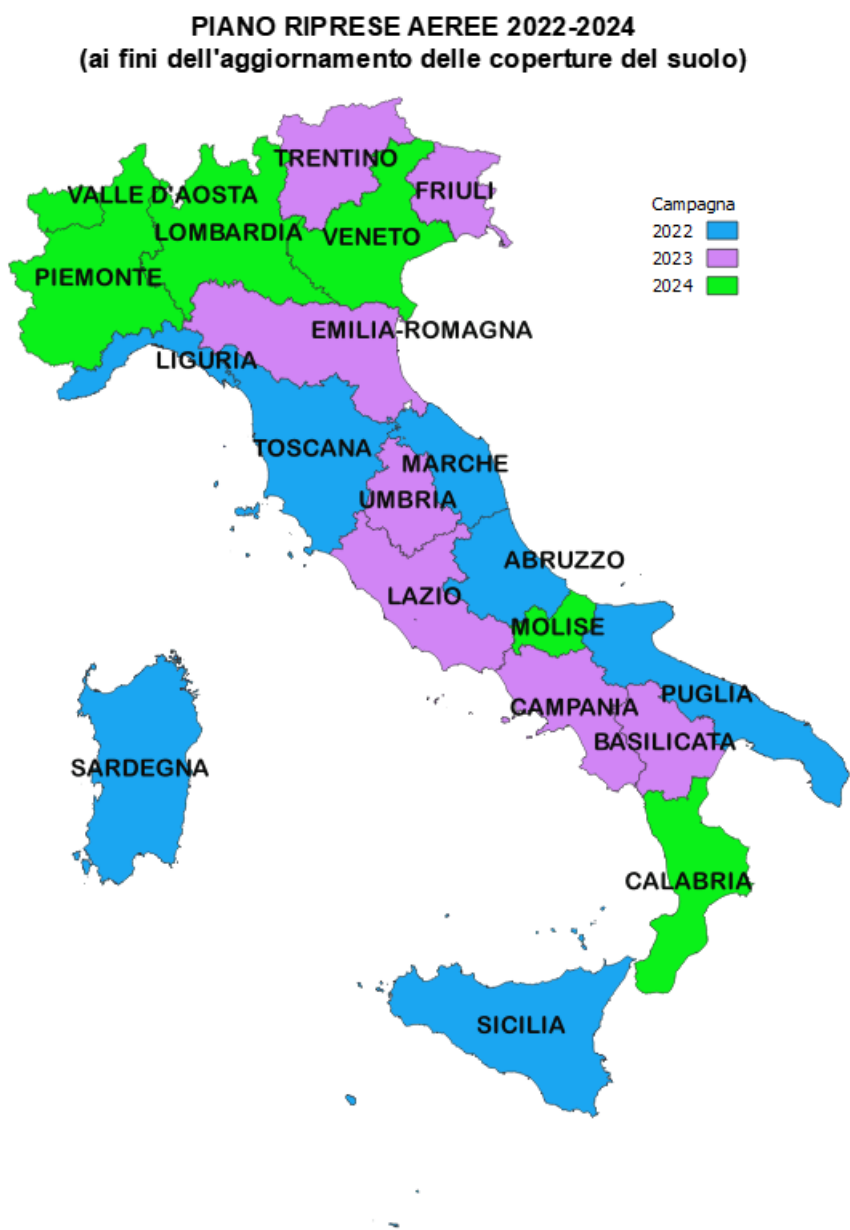 PIANO RIPRESE AEREE 2022-2024
(ai fini dell'aggiornamento delle coperture del suolo)
TRENTINO
FRIULI
VALLE D'AOSTA
LOMBARDIA
VENETO
PIEMONTE
Campagna
2022
2023
2024
EMILIA-ROMAGNA
LIGURIA
TOSCANA
MARCHE
UMBRIA
ABRUZZO
LAZIO
MOLISE
PUGLIA
CAMPANIA
BASILICATA
SARDEGNA
CALABRIA
SICILIA